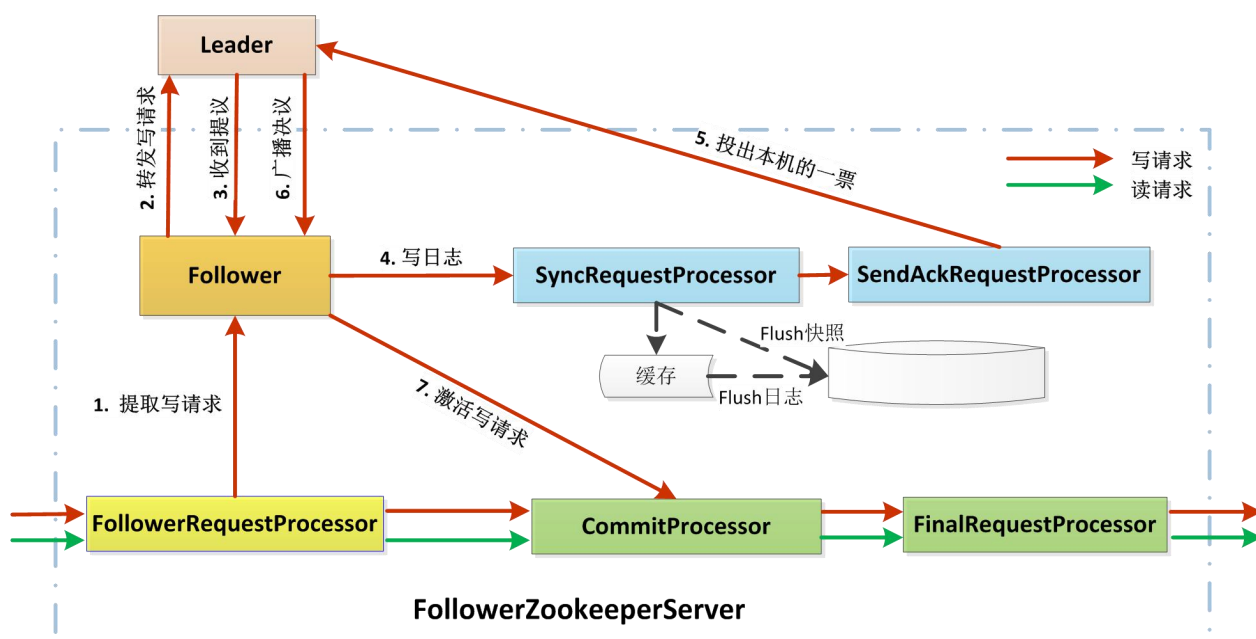 Leader
2. 转发写请求
3. 收到提议
6. 广播决议
5. 投出本机的一票
写请求
读请求
Follower
4. 写日志
SyncRequestProcessor
SendAckRequestProcessor
Flush快照
缓存
Flush日志
1. 提取写请求
7. 激活写请求
FollowerRequestProcessor
CommitProcessor
FinalRequestProcessor
FollowerZookeeperServer